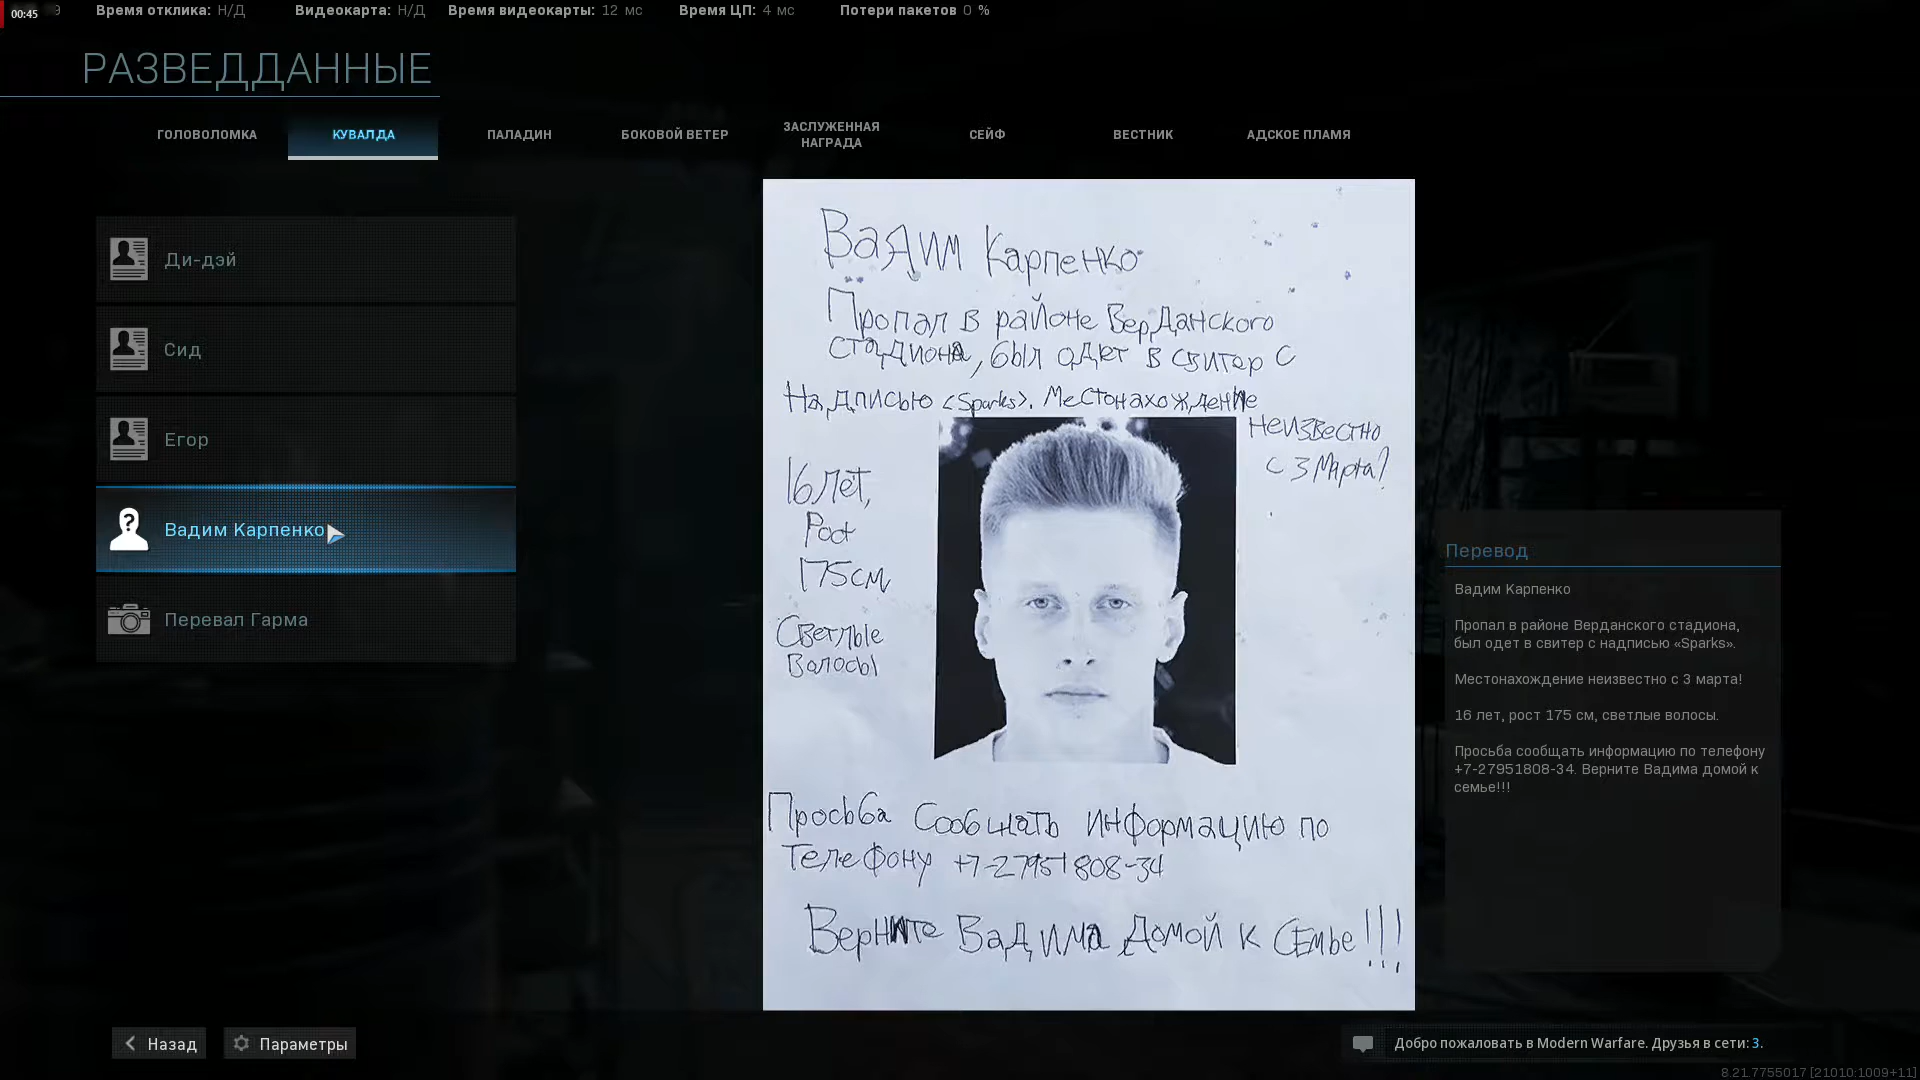 00:45
9
Время отклика: Н/Д
Видеокарта: Н/Д
Время видеокарты: 12 мс
Время ЦП: 4 мс
Потери пакетов 0 %
РАЗВЕДДАННЫЕ
ГОЛОВОЛОМКА
КУВАЛДА
ПАЛАДИН
БОКОВОЙ ВЕТЕР
ЗАСЛУЖЕННАЯ
НАГРАДА
СЕЙФ
ВЕСТНИК
АДСКОЕ ПЛАМЯ
Ди-дэй
Сид
Егор
Вадим Карпенко
Перевал Гарма
Вадим Карпенко
Пропал в районе Верданского
стадиона, был одет в свитер с
Надписью <Sparks>. Местонахождение
Неизвестно
с 3 Марта!
16 лет,
Рост
175см
Светлые
Валосы
Просьба Сообщать информацию по
Телефону +7-27951808-34
Верните Вадима Домой к Семье!!!
Перевод
Вадим Карпенко
Пропал в районе Верданского стадиона,
был одет в свитер с надписью «Sparks».
Местонахождение неизвестно с 3 марта!
16 лет, рост 175 см, светлые волосы.
Просьба сообщать информацию по телефону
+7-27951808-34. Верните Вадима домой к
семье!!!
Назад
Параметры
Добро пожаловать в Modern Warfare. Друзья в сети: 3.
8.21.7755017 [21010:1009+11]